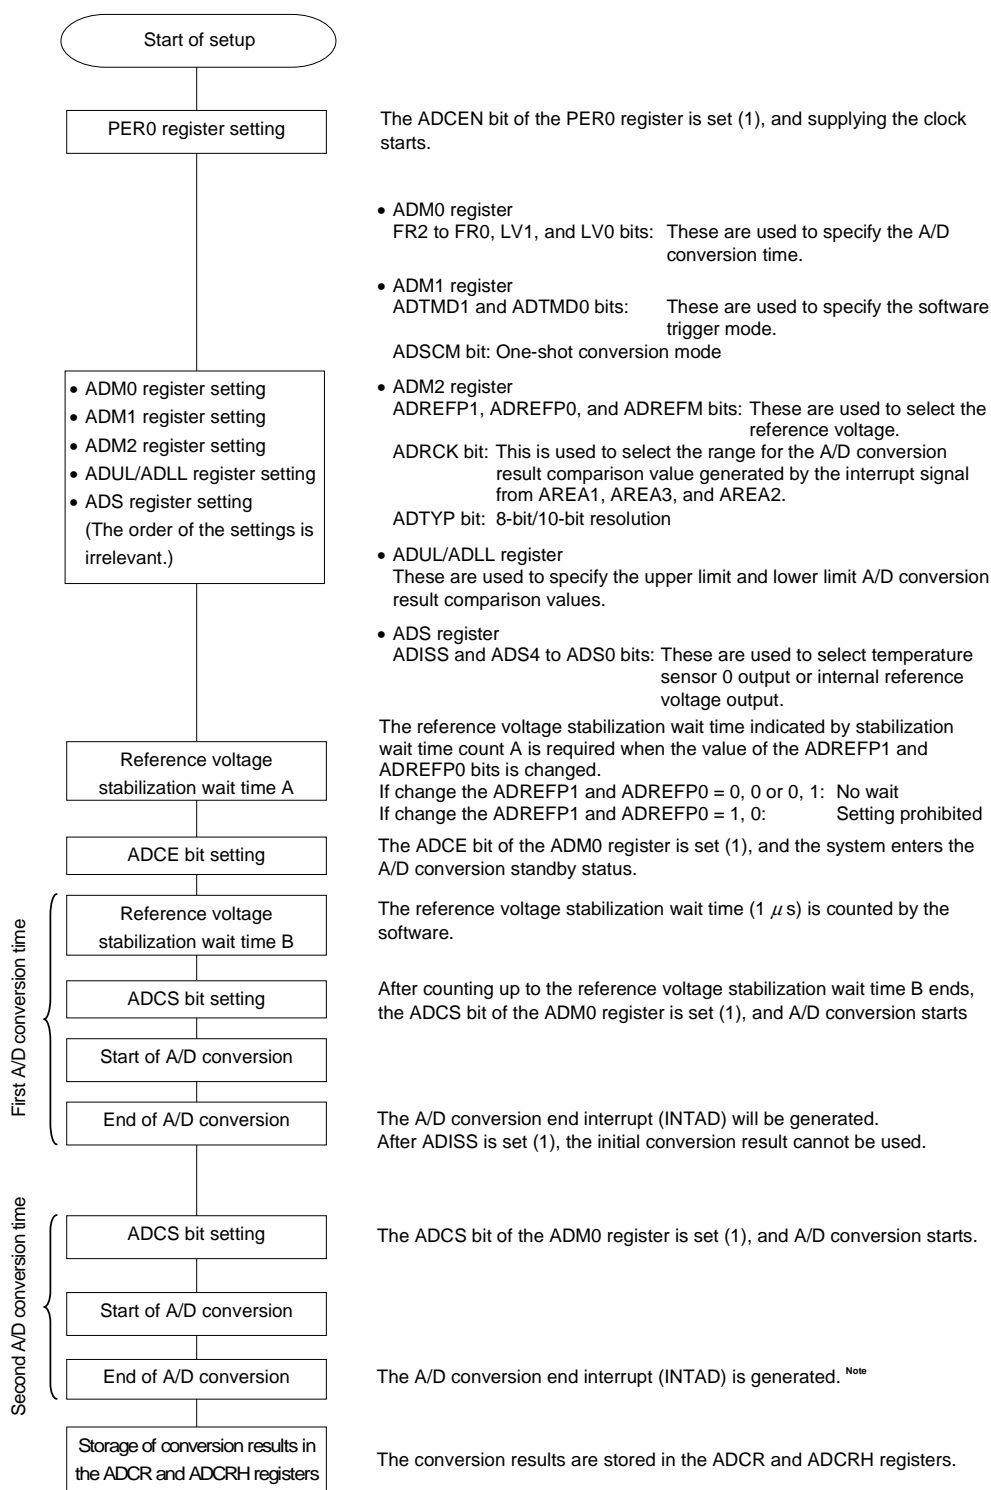 Start of setup
PER0 register setting
The ADCEN bit of the PER0 register is set (1), and supplying the clock
starts.
• ADM0 register
FR2 to FR0, LV1, and LV0 bits: These are used to specify the A/D
conversion time.
• ADM1 register
ADTMD1 and ADTMD0 bits: These are used to specify the software
trigger mode.
ADSCM bit: One-shot conversion mode
• ADM0 register setting
• ADM1 register setting
• ADM2 register setting
• ADUL/ADLL register setting
• ADS register setting
(The order of the settings is
irrelevant.)
• ADM2 register
ADREFP1, ADREFP0, and ADREFM bits: These are used to select the
reference voltage.
ADRCK bit: This is used to select the range for the A/D conversion
result comparison value generated by the interrupt signal
from AREA1, AREA3, and AREA2.
ADTYP bit: 8-bit/10-bit resolution
• ADUL/ADLL register
These are used to specify the upper limit and lower limit A/D conversion
result comparison values.
• ADS register
ADISS and ADS4 to ADS0 bits: These are used to select temperature
sensor 0 output or internal reference
voltage output.
Reference voltage
stabilization wait time A
The reference voltage stabilization wait time indicated by stabilization
wait time count A is required when the value of the ADREFP1 and
ADREFP0 bits is changed.
If change the ADREFP1 and ADREFP0 = 0, 0 or 0, 1: No wait
If change the ADREFP1 and ADREFP0 = 1, 0: Setting prohibited
ADCE bit setting
The ADCE bit of the ADM0 register is set (1), and the system enters the
A/D conversion standby status.
First A/D conversion time
Reference voltage
stabilization wait time B
The reference voltage stabilization wait time (1 μ s) is counted by the
software.
ADCS bit setting
After counting up to the reference voltage stabilization wait time B ends,
the ADCS bit of the ADM0 register is set (1), and A/D conversion starts
Start of A/D conversion
End of A/D conversion
The A/D conversion end interrupt (INTAD) will be generated.
After ADISS is set (1), the initial conversion result cannot be used.
Second A/D conversion time
ADCS bit setting
The ADCS bit of the ADM0 register is set (1), and A/D conversion starts.
Start of A/D conversion
End of A/D conversion
The A/D conversion end interrupt (INTAD) is generated. Note
Storage of conversion results in
the ADCR and ADCRH registers
The conversion results are stored in the ADCR and ADCRH registers.